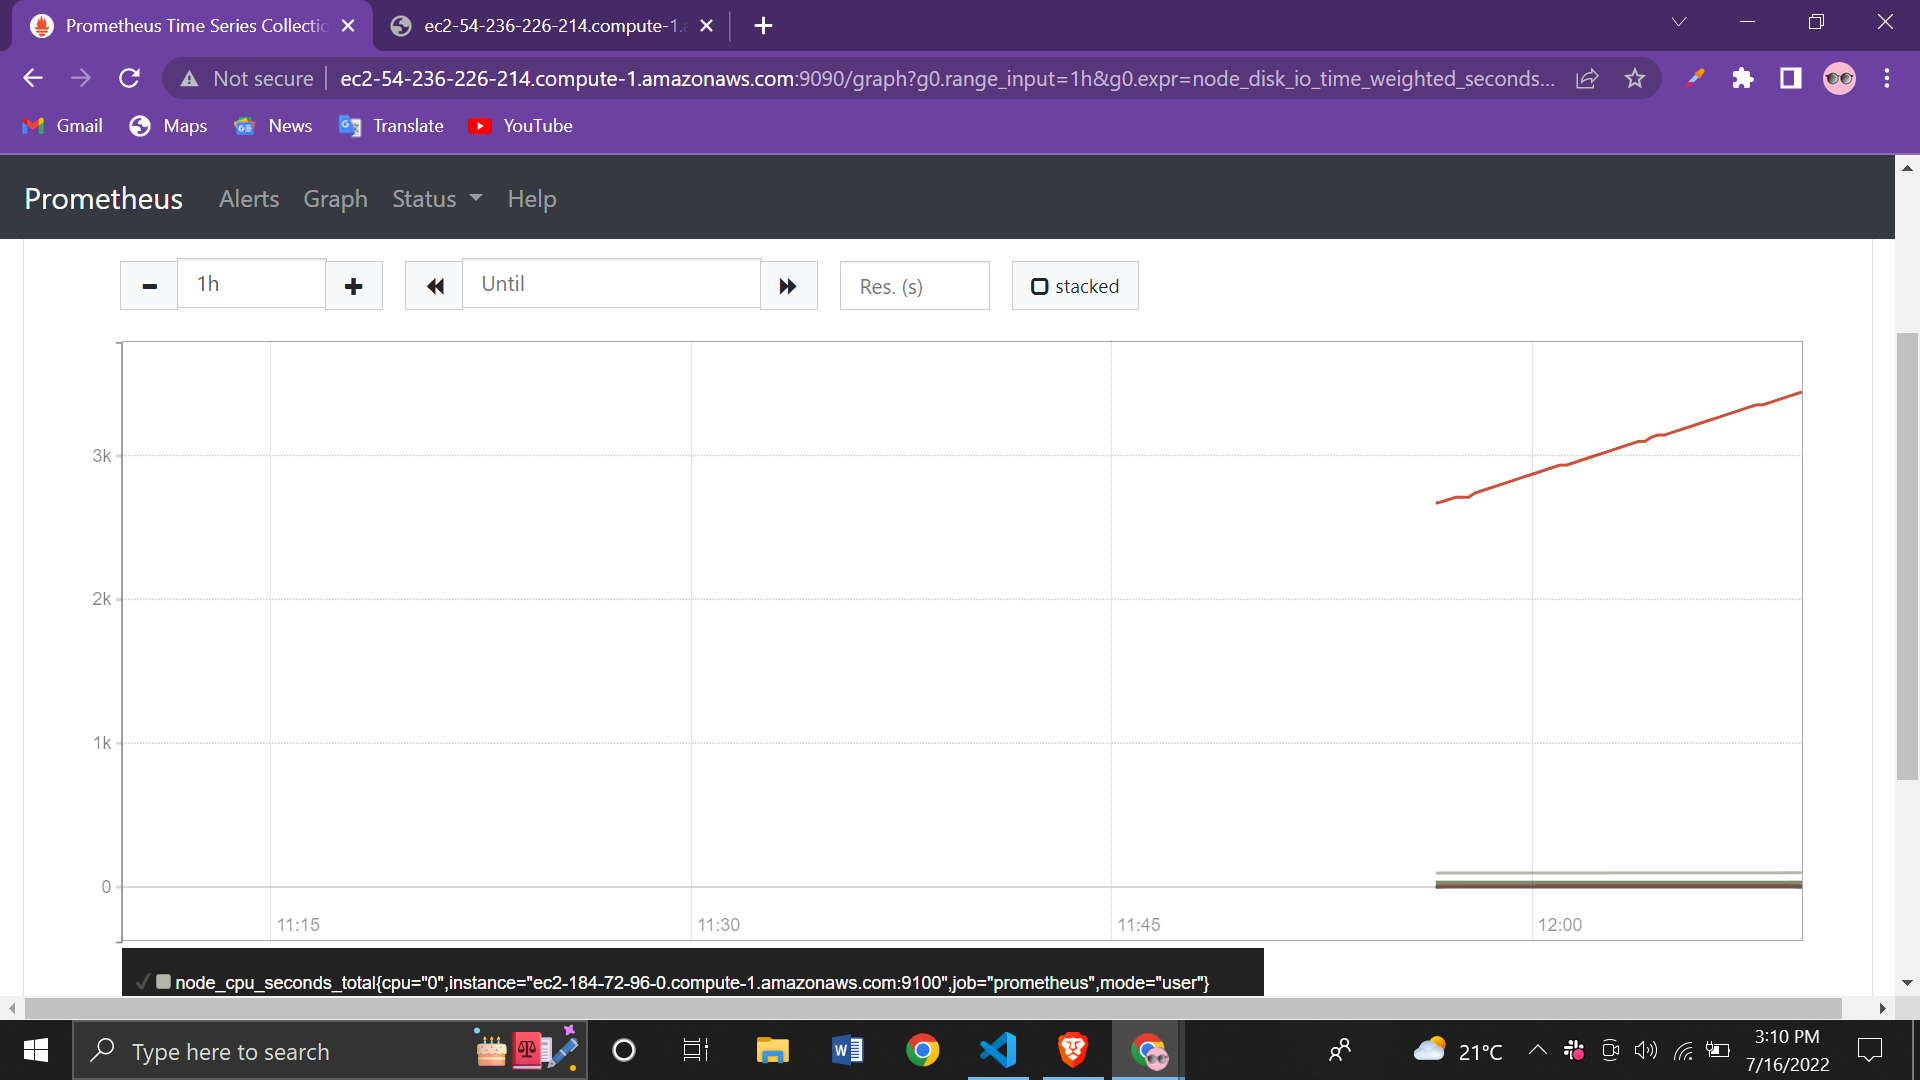 Prometheus Time Series Collectio
ec2-54-236-226-214.compute-1.a
Not secure ec2-54-236-226-214.compute-1.amazonaws.com:9090/graph?g0.range_input=1h&g0.expr=node_disk_io_time_weighted_seconds...
Gmail Maps News Translate YouTube
Prometheus Alerts Graph Status Help
1h Until Res. (s) stacked
3k
2k
1k
0
11:15 11:30 11:45 12:00
node_cpu_seconds_total{cpu="0",instance="ec2-184-72-96-0.compute-1.amazonaws.com:9100",job="prometheus",mode="user"}
Type here to search
21°C
3:10 PM
7/16/2022